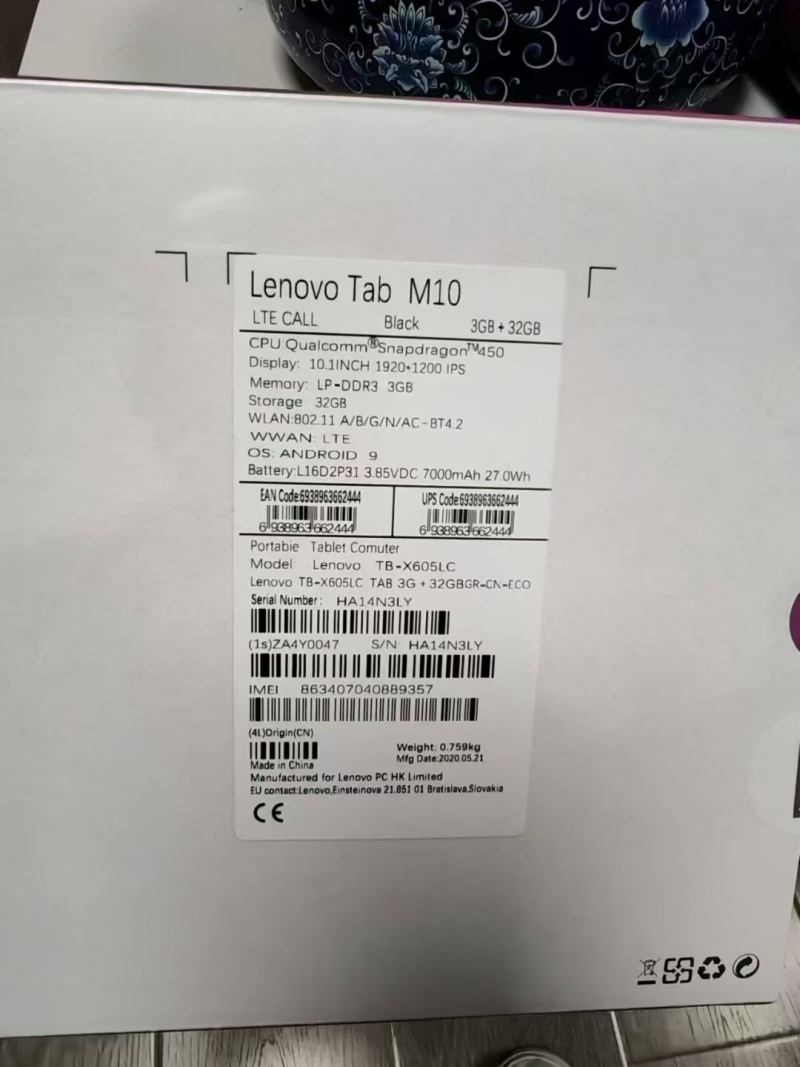 Lenovo Tab M10
LTE CALL Black 3GB + 32GB
CPU Qualcomm®Snapdragon™450
Display: 10.1INCH 1920*1200 IPS
Memory: LP-DDR3 3GB
Storage 32GB
WLAN:802.11 A/B/G/N/AC-BT4.2
WWAN: LTE
OS: ANDROID 9
Battery:L16D2P31 3.85VDC 7000mAh 27.0Wh
EAN Code:6938963662444 UPS Code:6938963662444
6 938963 662444 6 938963 662444
Portabie Tablet Comuter
Model: Lenovo TB-X605LC
Lenovo TB-X605LC TAB 3G + 32GBGR-CN-ECO
Serial Number: HA14N3LY
(1s)ZA4Y0047 S/N: HA14N3LY
IMEI 863407040889357
(4L)Origin(CN)
Made in China
Weight: 0.759kg
Mfg Date:2020.05.21
Manufactured for Lenovo PC HK Limited
EU contact:Lenovo,Einsteinova 21.851 01 Bratislava.Slovakia
CE